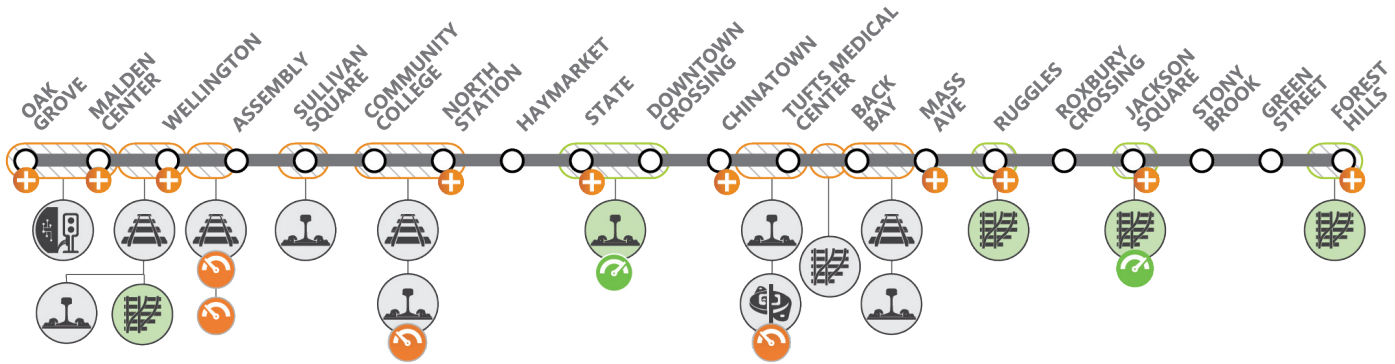 OAK
GROVE
MALDEN
CENTER
WELLINGTON
ASSEMBLY
SULLIVAN
SQUARE
COMMUNITY
COLLEGE
NORTH
STATION
HAYMARKET
STATE
DOWNTOWN
CROSSING
CHINATOWN
TUFTS MEDICAL
CENTER
BACK
BAY
MASS
AVE
RUGGLES
ROXBURY
CROSSING
JACKSON
SQUARE
STONY
BROOK
GREEN
STREET
FOREST
HILLS